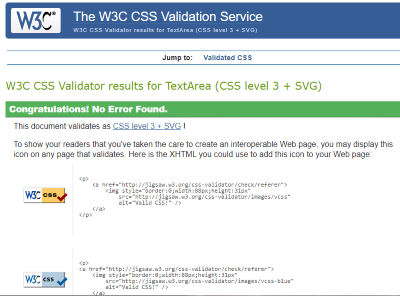 W3C® The W3C CSS Validation Service
W3C CSS Validator results for TextArea (CSS level 3 + SVG)
Jump to: Validated CSS
W3C CSS Validator results for TextArea (CSS level 3 + SVG)
Congratulations! No Error Found.
This document validates as CSS level 3 + SVG !
To show your readers that you've taken the care to create an interoperable Web page, you may display this
icon on any page that validates. Here is the XHTML you could use to add this icon to your Web page:
W3C css
<p>
<a href="http://jigsaw.w3.org/css-validator/check/referer">
<img style="border:0;width:88px;height:31px"
src="http://jigsaw.w3.org/css-validator/images/vcss"
alt="Valid CSS!" />
</a>
</p>
W3C css
<p>
<a href="http://jigsaw.w3.org/css-validator/check/referer">
<img style="border:0;width:88px;height:31px"
src="http://jigsaw.w3.org/css-validator/images/vcss-blue"
alt="Valid CSS!" />
</a>